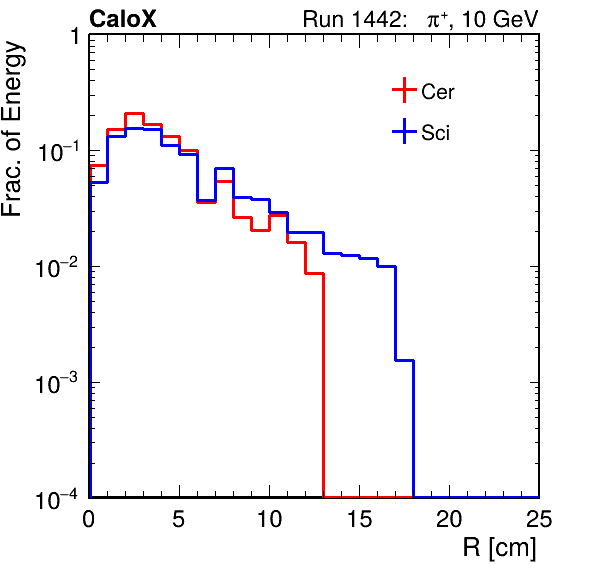 CaloX Run 1442: π⁺, 10 GeV
Frac. of Energy
1
10⁻¹
10⁻²
10⁻³
10⁻⁴
Cer
Sci
0 5 10 15 20 25
R [cm]